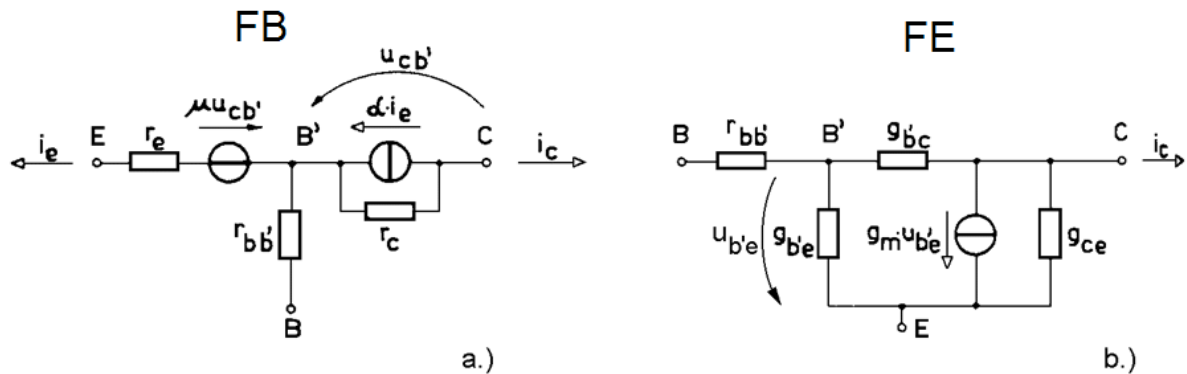 FB
u_cb'
μu_cb'
α·i_e
i_e
E
r_e
B'
C
i_c
r_bb'
r_c
B
a.)
FE
B
r_bb'
B'
g_b'c
C
i_c
u_b'e
g_b'e
g_m·u_b'e
g_ce
E
b.)